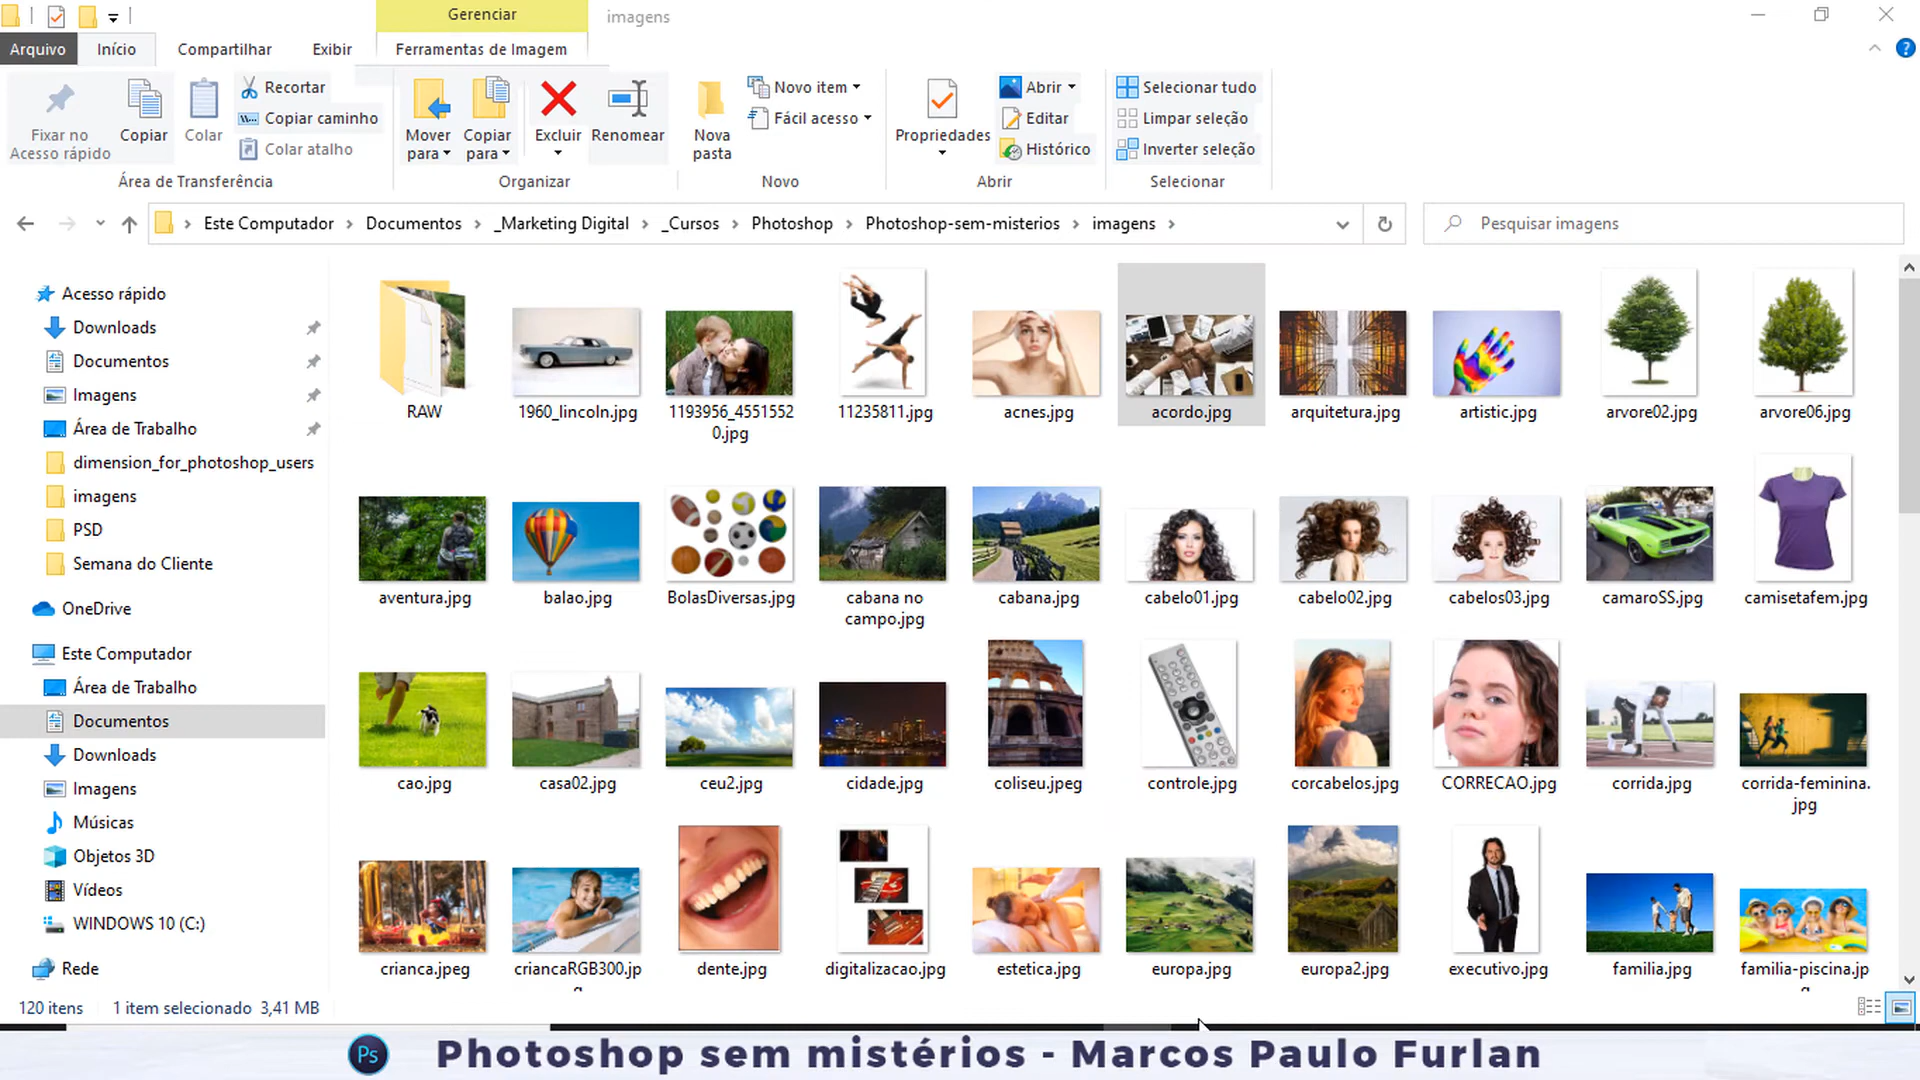 Gerenciar
imagens
Arquivo
Início
Compartilhar
Exibir
Ferramentas de Imagem
Fixar no
Acesso rápido
Copiar
Colar
Recortar
Copiar caminho
Colar atalho
Área de Transferência
Mover
para
Copiar
para
Excluir
Renomear
Organizar
Nova
pasta
Novo item
Fácil acesso
Novo
Propriedades
Abrir
Editar
Histórico
Abrir
Selecionar tudo
Limpar seleção
Inverter seleção
Selecionar
Este Computador
Documentos
_Marketing Digital
_Cursos
Photoshop
Photoshop-sem-misterios
imagens
Pesquisar imagens
Acesso rápido
Downloads
Documentos
Imagens
Área de Trabalho
dimension_for_photoshop_users
imagens
PSD
Semana do Cliente
OneDrive
Este Computador
Área de Trabalho
Documentos
Downloads
Imagens
Músicas
Objetos 3D
Vídeos
WINDOWS 10 (C:)
Rede
RAW
1960_lincoln.jpg
1193956_4551552
0.jpg
11235811.jpg
acnes.jpg
acordo.jpg
arquitetura.jpg
artistic.jpg
arvore02.jpg
arvore06.jpg
aventura.jpg
balao.jpg
BolasDiversas.jpg
cabana no
campo.jpg
cabana.jpg
cabelo01.jpg
cabelo02.jpg
cabelos03.jpg
camaroSS.jpg
camisetafem.jpg
cao.jpg
casa02.jpg
ceu2.jpg
cidade.jpg
coliseu.jpeg
controle.jpg
corcabelos.jpg
CORRECAO.jpg
corrida.jpg
corrida-feminina.
jpg
crianca.jpeg
criancaRGB300.jp
dente.jpg
digitalizacao.jpg
estetica.jpg
europa.jpg
europa2.jpg
executivo.jpg
familia.jpg
familia-piscina.jp
120 itens
1 item selecionado 3,41 MB
Ps
Photoshop sem mistérios - Marcos Paulo Furlan